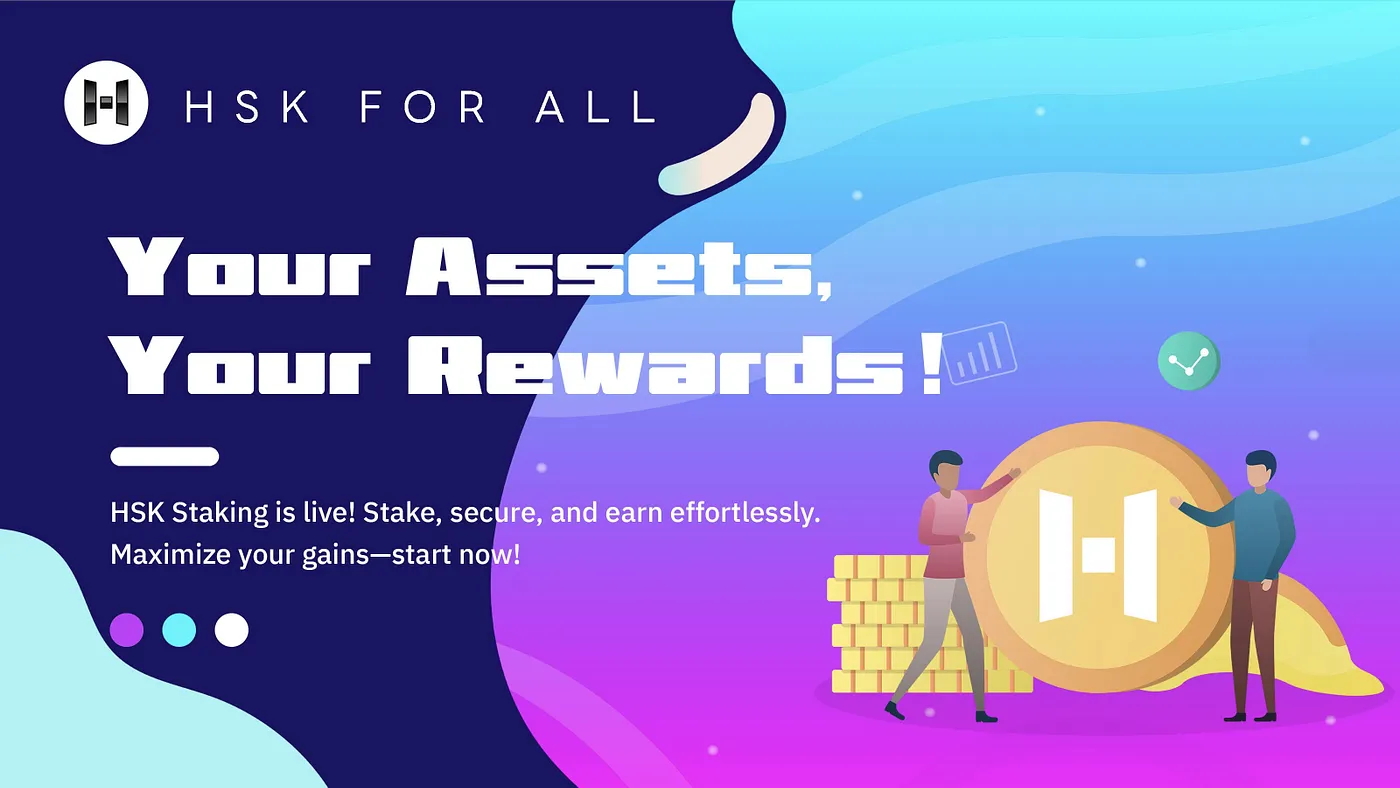 HSK FOR ALL
Your Assets,
Your Rewards!
HSK Staking is live! Stake, secure, and earn effortlessly.
Maximize your gains—start now!